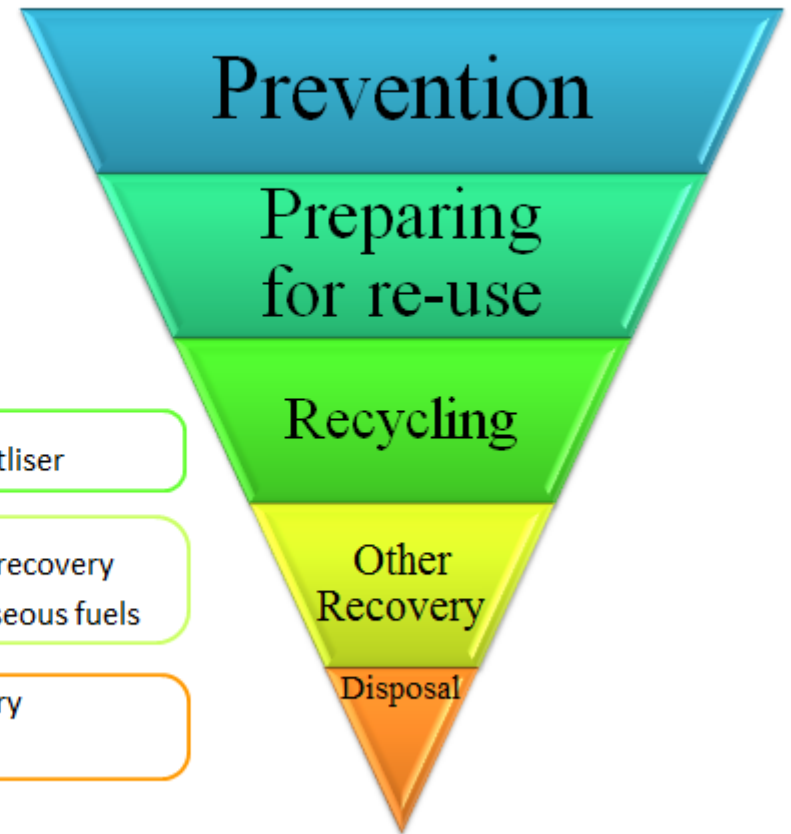 Prevention
Preparing
for re-use
Recycling
tliser
Other
Recovery
recovery
seous fuels
Disposal
ry